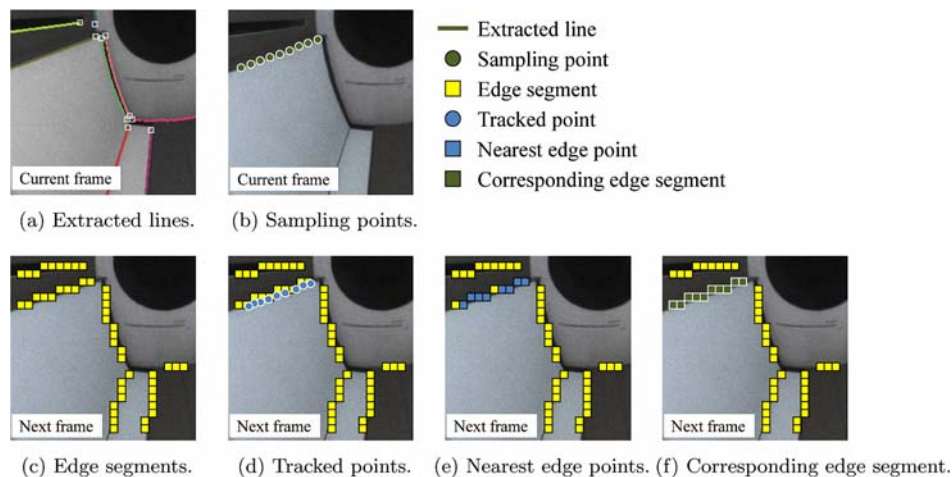 Extracted line
Sampling point
Edge segment
Tracked point
Nearest edge point
Corresponding edge segment
Current frame
Current frame
(a) Extracted lines.
(b) Sampling points.
Next frame
Next frame
Next frame
Next frame
(c) Edge segments.
(d) Tracked points.
(e) Nearest edge points.
(f) Corresponding edge segment.